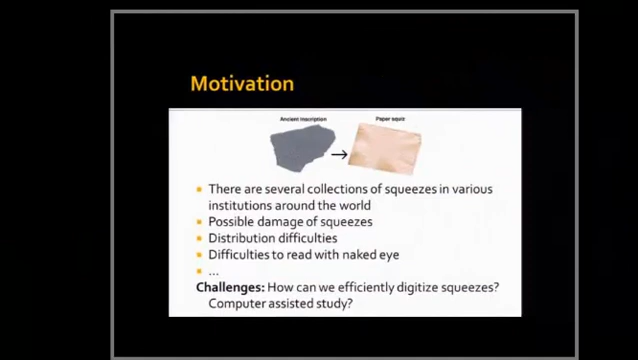 Motivation
Ancient Inscription
Paper squiz
There are several collections of squeezes in various
institutions around the world
Possible damage of squeezes
Distribution difficulties
Difficulties to read with naked eye
...
Challenges: How can we efficiently digitize squeezes?
Computer assisted study?